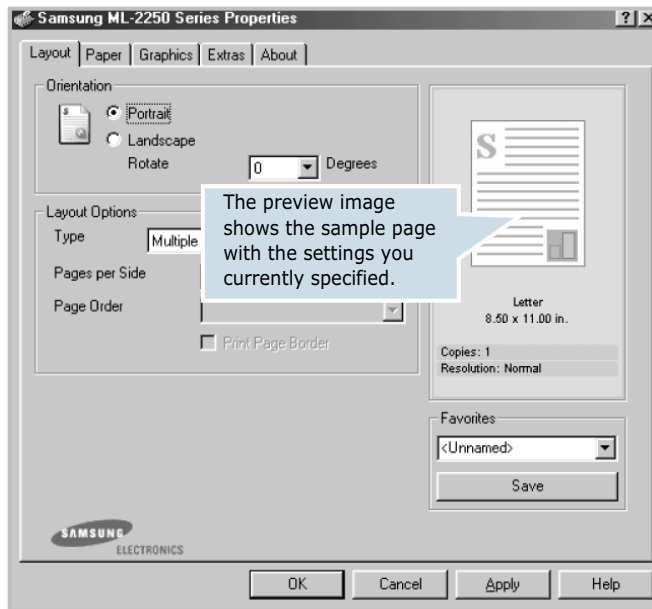 Samsung ML-2250 Series Properties
Layout Paper Graphics Extras About
Orientation
Portrait
Landscape
Rotate 0 Degrees
Layout Options
Type Multiple
Pages per Side
Page Order
Print Page Border
The preview image
shows the sample page
with the settings you
currently specified.
S
S
Letter
8.50 x 11.00 in.
Copies: 1
Resolution: Normal
Favorites
<Unnamed>
Save
SAMSUNG
ELECTRONICS
OK Cancel Apply Help